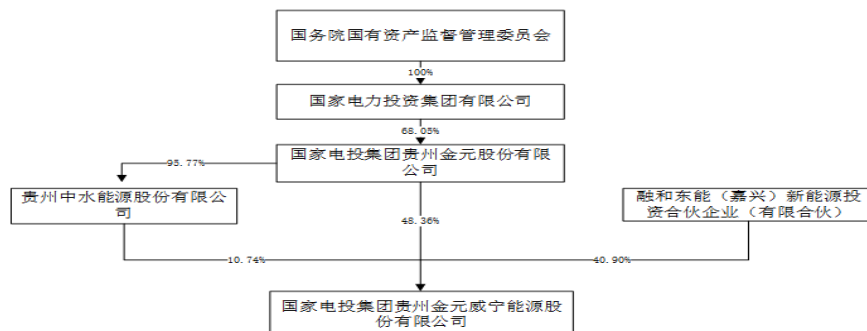 国务院国有资产监督管理委员会
100%
国家电力投资集团有限公司
68.05%
国家电投集团贵州金元股份有限
公司
95.77%
贵州中水能源股份有限公
司
48.36%
融和东能（嘉兴）新能源投
资合伙企业（有限合伙）
10.74%
40.90%
国家电投集团贵州金元威宁能源股
份有限公司